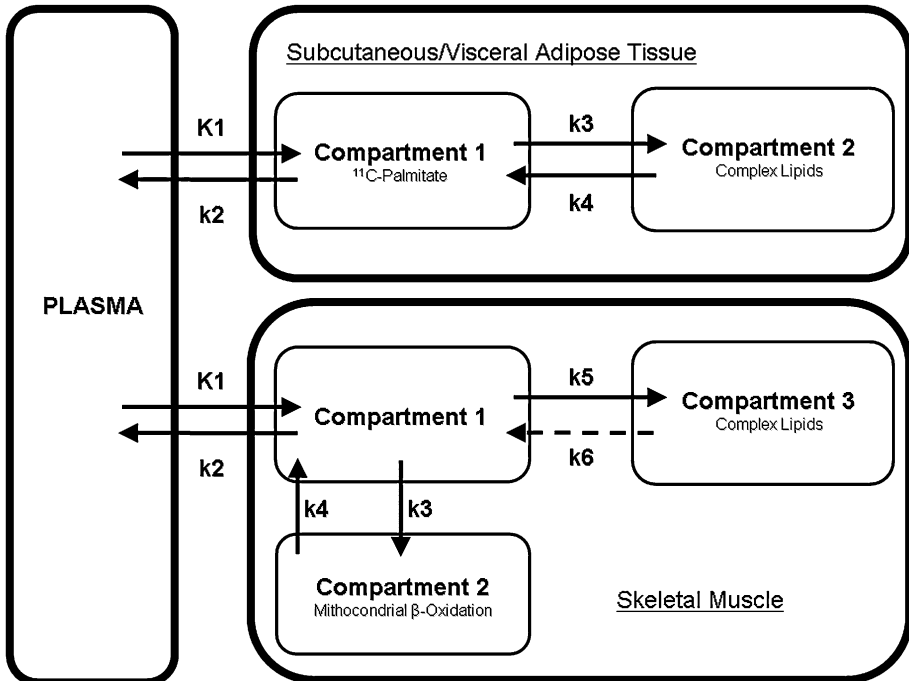 Subcutaneous/Visceral Adipose Tissue
K1
k2
Compartment 1
¹¹C-Palmitate
k3
k4
Compartment 2
Complex Lipids
PLASMA
K1
k2
Compartment 1
k5
k6
Compartment 3
Complex Lipids
k4
k3
Compartment 2
Mithocondrial β-Oxidation
Skeletal Muscle